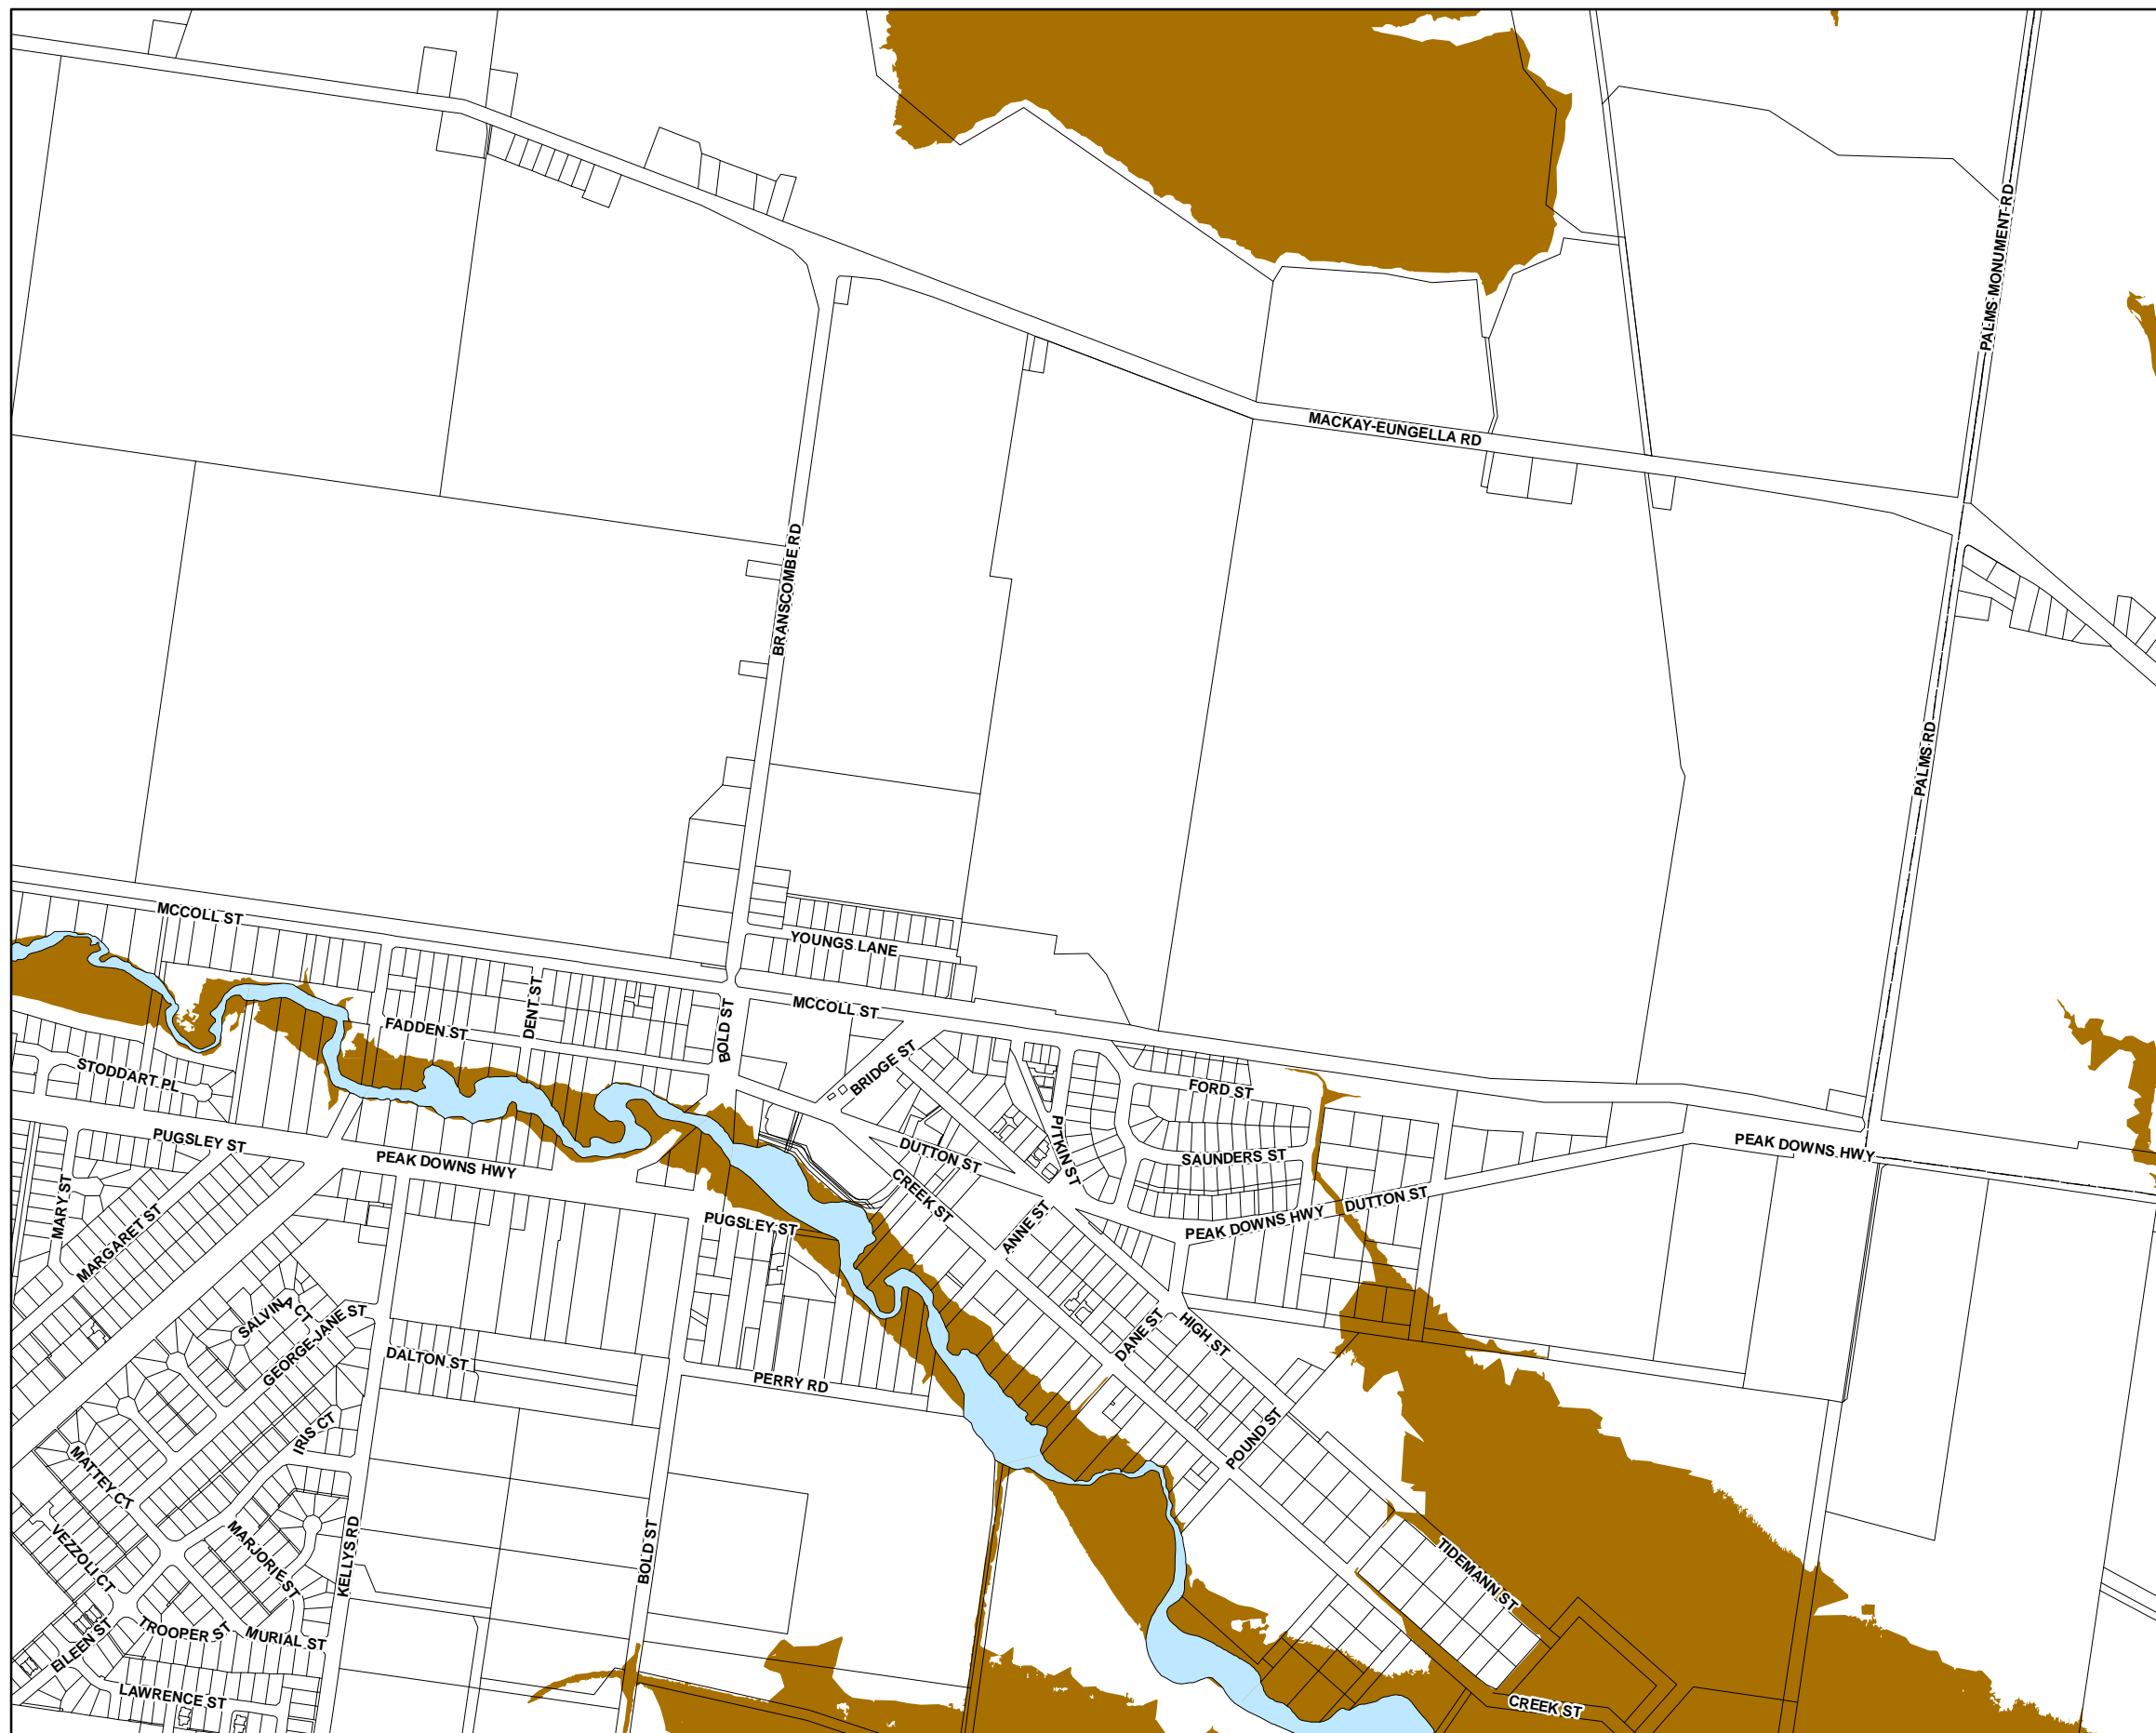 PALMS MONUMENT RD
MACKAY-EUNGELLA RD
BRANSCOMBE RD
PALMS RD
MCCOLL ST
YOUNGS LANE
MCCOLL ST
DENT ST
FADDEN ST
BOLD ST
BRIDGE ST
STODDART PL
FORD ST
PITKIN ST
PUGSLEY ST
PEAK DOWNS HWY
DUTTON ST
SAUNDERS ST
PEAK DOWNS HWY
MARY ST
MARGARET ST
CREEK ST
PUGSLEY ST
ANNE ST
PEAK DOWNS HWY
DUTTON ST
SALVINA CT
GEORGE-JANE ST
DALTON ST
DANE ST
HIGH ST
PERRY RD
IRIS CT
POUND ST
MATTEY CT
VEZZOLI CT
MARJORIE ST
KELLYS RD
BOLD ST
TIDEMANN ST
EILEEN ST
TROOPER ST
MURIAL ST
LAWRENCE ST
CREEK ST